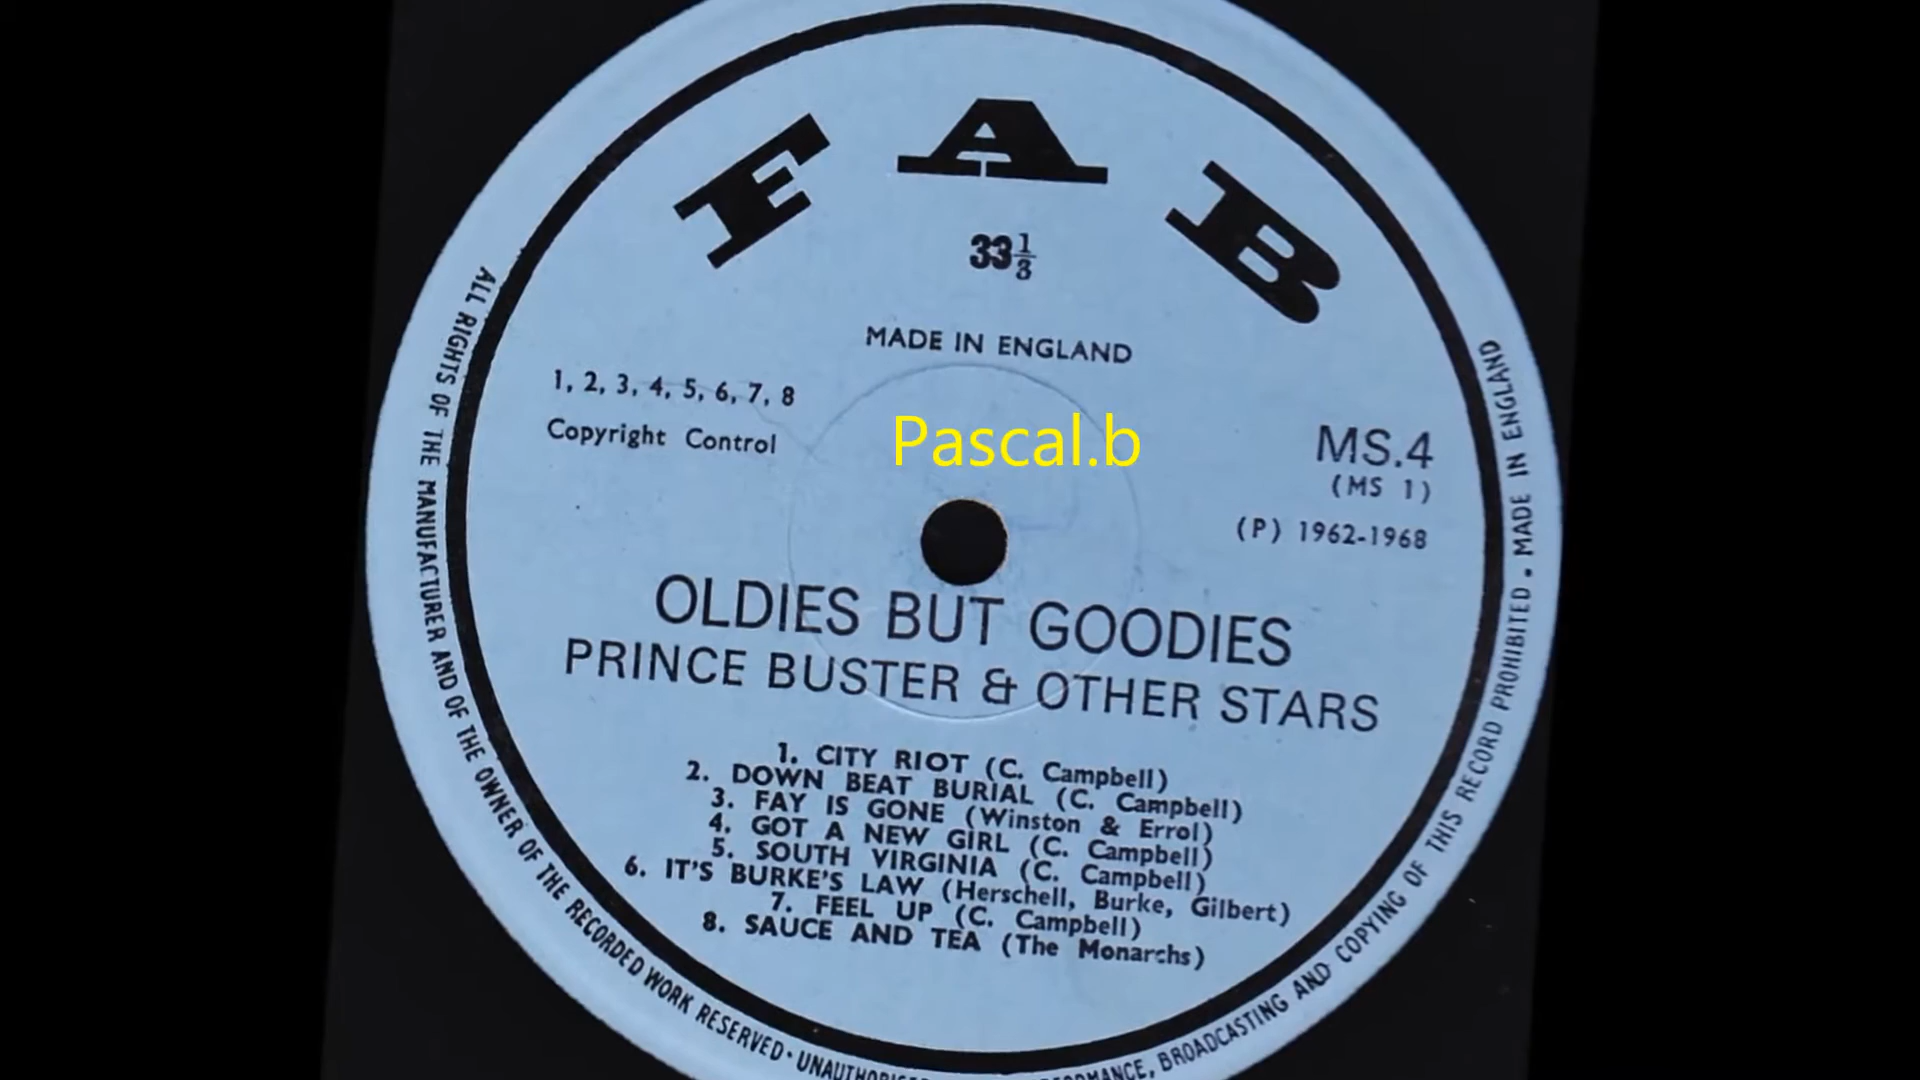 FAB
33⅓
MADE IN ENGLAND
1, 2, 3, 4, 5, 6, 7, 8
Copyright Control
Pascal.b
MS.4
(MS 1)
(P) 1962-1968
OLDIES BUT GOODIES
PRINCE BUSTER & OTHER STARS
1. CITY RIOT (C. Campbell)
2. DOWN BEAT BURIAL (C. Campbell)
3. FAY IS GONE (Winston & Errol)
4. GOT A NEW GIRL (C. Campbell)
5. SOUTH VIRGINIA (C. Campbell)
6. IT'S BURKE'S LAW (Herschell, Burke, Gilbert)
7. FEEL UP (C. Campbell)
8. SAUCE AND TEA (The Monarchs)
ALL RIGHTS OF THE MANUFACTURER AND OF THE OWNER OF THE RECORDED WORK RESERVED · BROADCASTING AND COPYING OF THIS RECORD PROHIBITED . MADE IN ENGLAND